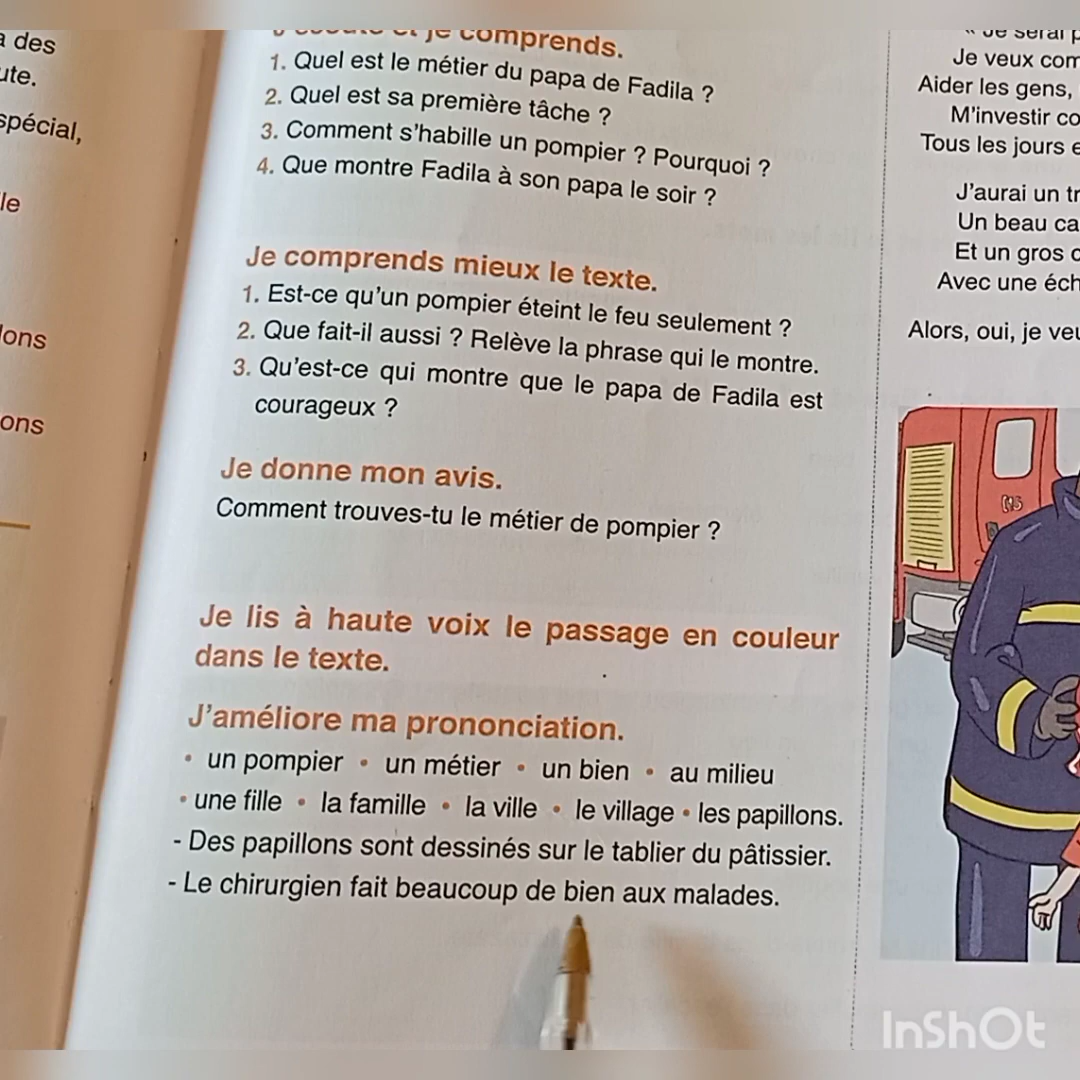 à des
ute.
spécial,
le
lons
ons
et je comprends.
1. Quel est le métier du papa de Fadila ?
2. Quel est sa première tâche ?
3. Comment s'habille un pompier ? Pourquoi ?
4. Que montre Fadila à son papa le soir ?
Je comprends mieux le texte.
1. Est-ce qu'un pompier éteint le feu seulement ?
2. Que fait-il aussi ? Relève la phrase qui le montre.
3. Qu'est-ce qui montre que le papa de Fadila est
courageux ?
Je donne mon avis.
Comment trouves-tu le métier de pompier ?
Je lis à haute voix le passage en couleur
dans le texte.
J'améliore ma prononciation.
• un pompier • un métier • un bien • au milieu
• une fille • la famille • la ville • le village • les papillons.
- Des papillons sont dessinés sur le tablier du pâtissier.
- Le chirurgien fait beaucoup de bien aux malades.
« Je serai p
Je veux com
Aider les gens,
M'investir co
Tous les jours e
J'aurai un tr
Un beau ca
Et un gros c
Avec une éch
Alors, oui, je veu
InShOt